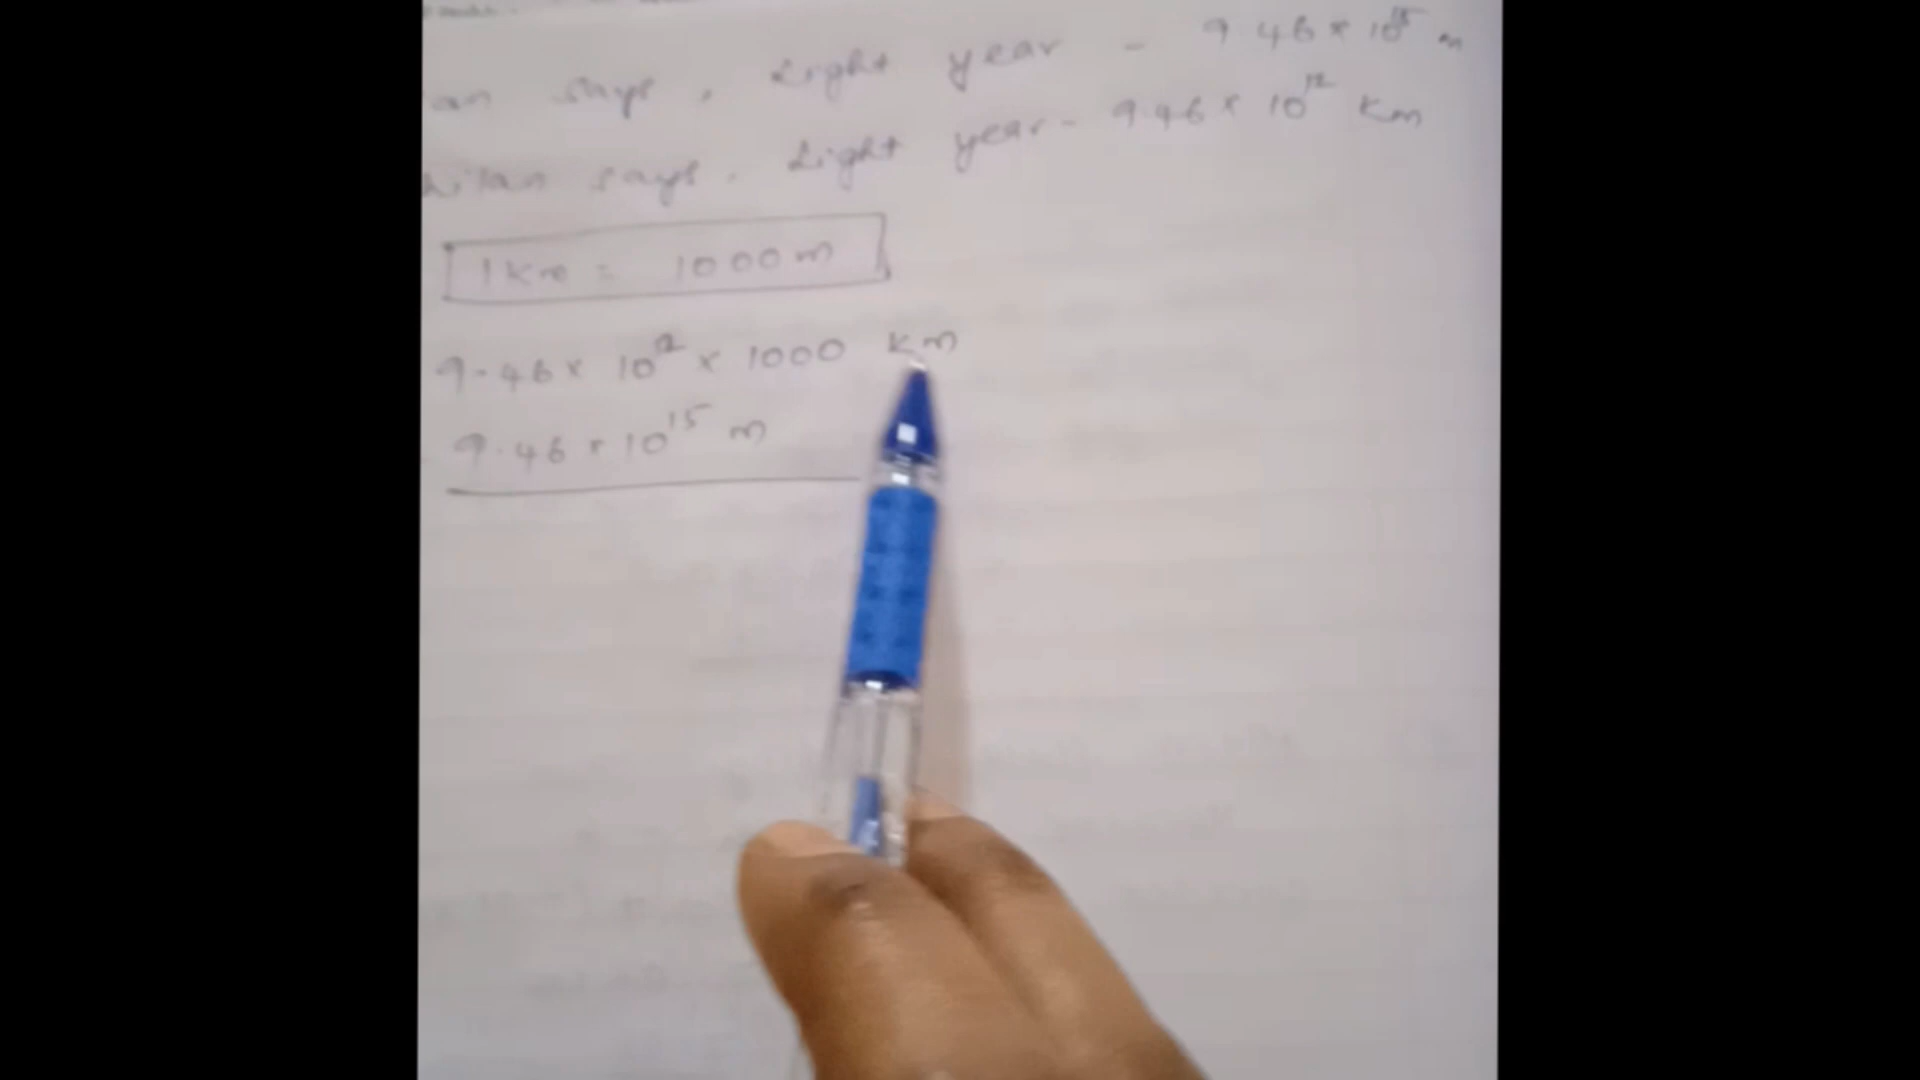 says, Light year - 9.46 × 10¹⁵ m
says. Light year - 9.46 × 10¹² Km
1 Km = 1000 m
9.46 × 10¹² × 1000 Km
9.46 × 10¹⁵ m